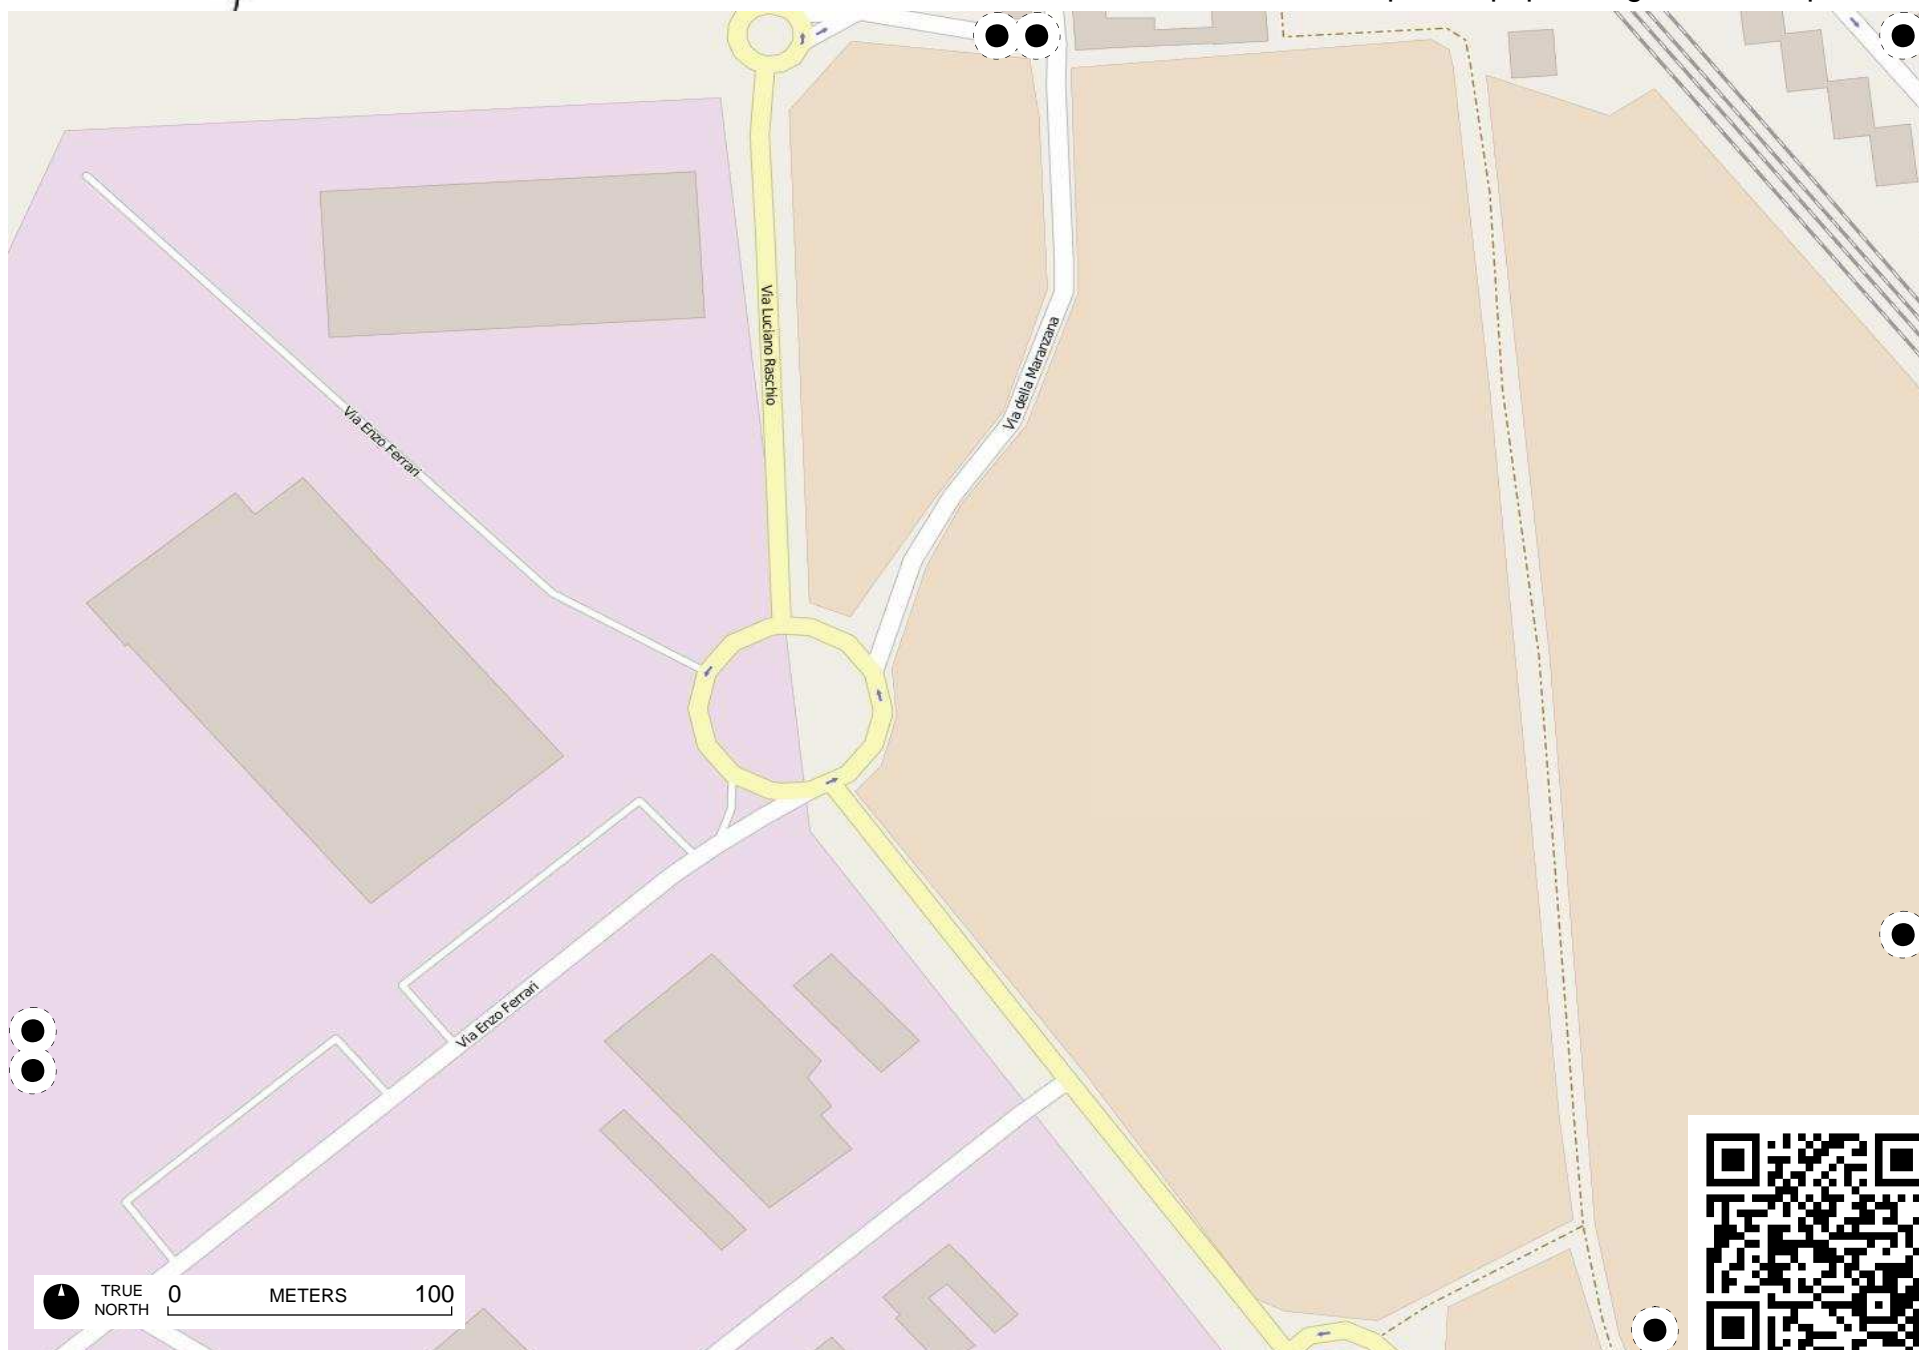 Via Luciano Raschio
Via della Maranzana
Via Enzo Ferrari
Via Enzo Ferrari
TRUE NORTH
0 METERS 100